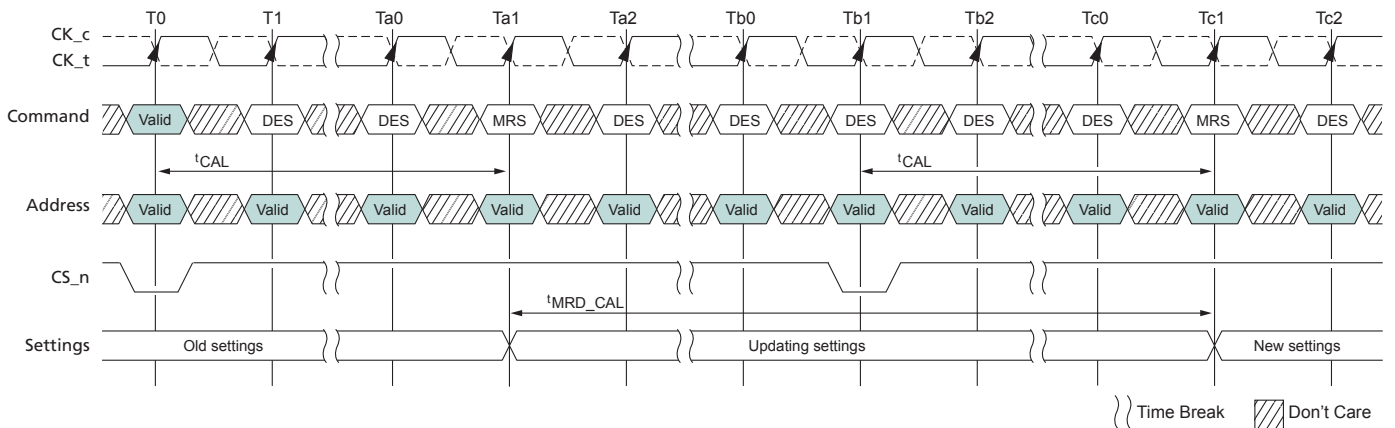 T0 T1 Ta0 Ta1 Ta2 Tb0 Tb1 Tb2 Tc0 Tc1 Tc2
CK_c
CK_t
Command Valid DES DES MRS DES DES DES DES DES MRS DES
tCAL tCAL
Address Valid Valid Valid Valid Valid Valid Valid Valid Valid Valid Valid
CS_n
tMRD_CAL
Settings Old settings Updating settings New settings
Time Break Don't Care